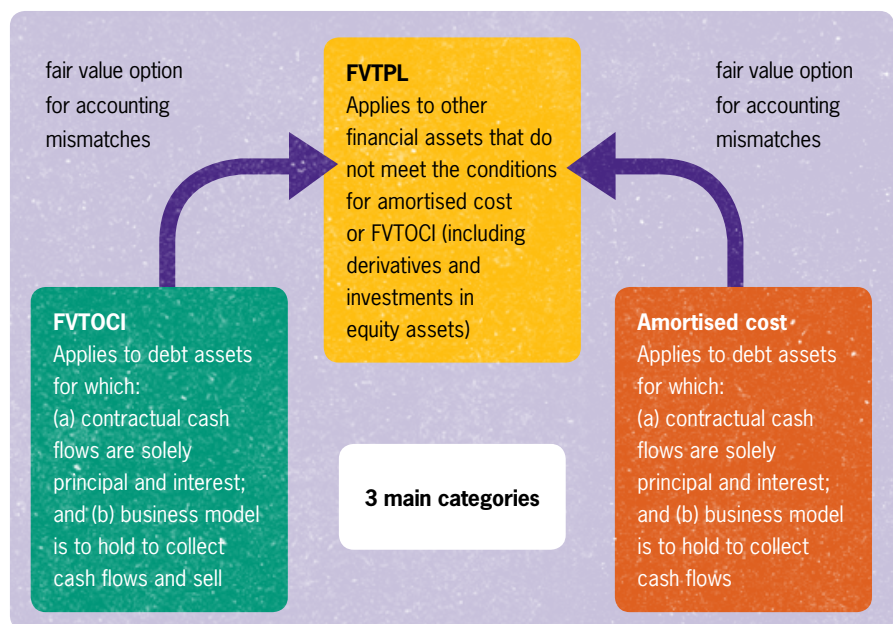 fair value option
for accounting
mismatches
FVTPL
Applies to other
financial assets that do
not meet the conditions
for amortised cost
or FVTOCI (including
derivatives and
investments in
equity assets)
fair value option
for accounting
mismatches
FVTOCI
Applies to debt assets
for which:
(a) contractual cash
flows are solely
principal and interest;
and (b) business model
is to hold to collect
cash flows and sell
3 main categories
Amortised cost
Applies to debt assets
for which:
(a) contractual cash
flows are solely
principal and interest;
and (b) business model
is to hold to collect
cash flows